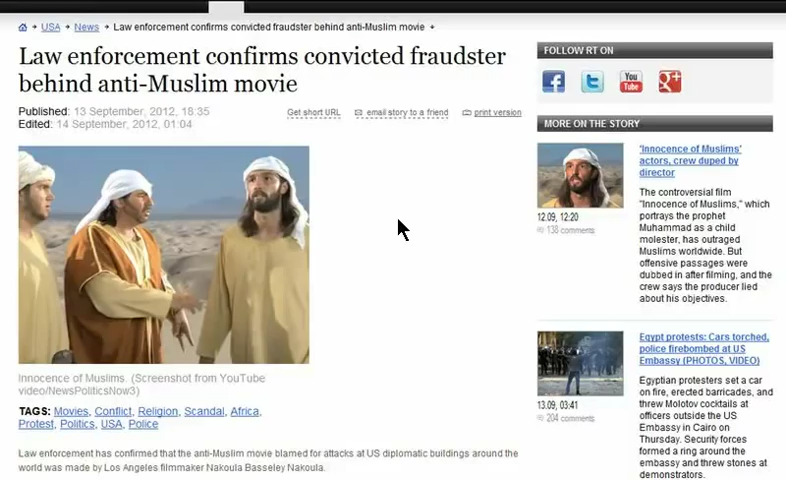 USA News Law enforcement confirms convicted fraudster behind anti-Muslim movie
Law enforcement confirms convicted fraudster
behind anti-Muslim movie
Published: 13 September, 2012, 18:35
Edited: 14 September, 2012, 01:04
Get short URL email story to a friend print version
Innocence of Muslims. (Screenshot from YouTube
video/NewsPoliticsNow3)
TAGS: Movies, Conflict, Religion, Scandal, Africa,
Protest, Politics, USA, Police
Law enforcement has confirmed that the anti-Muslim movie blamed for attacks at US diplomatic buildings around the
world was made by Los Angeles filmmaker Nakoula Basseley Nakoula.
FOLLOW RT ON
You
Tube
MORE ON THE STORY
'Innocence of Muslims'
actors, crew duped by
director
12.09, 12:20
138 comments
The controversial film
"Innocence of Muslims," which
portrays the prophet
Muhammad as a child
molester, has outraged
Muslims worldwide. But
offensive passages were
dubbed in after filming, and the
crew says the producer lied
about his objectives.
Egypt protests: Cars torched,
police firebombed at US
Embassy (PHOTOS, VIDEO)
13.09, 03:41
204 comments
Egyptian protesters set a car
on fire, erected barricades, and
threw Molotov cocktails at
officers outside the US
Embassy in Cairo on
Thursday. Security forces
formed a ring around the
embassy and threw stones at
demonstrators.